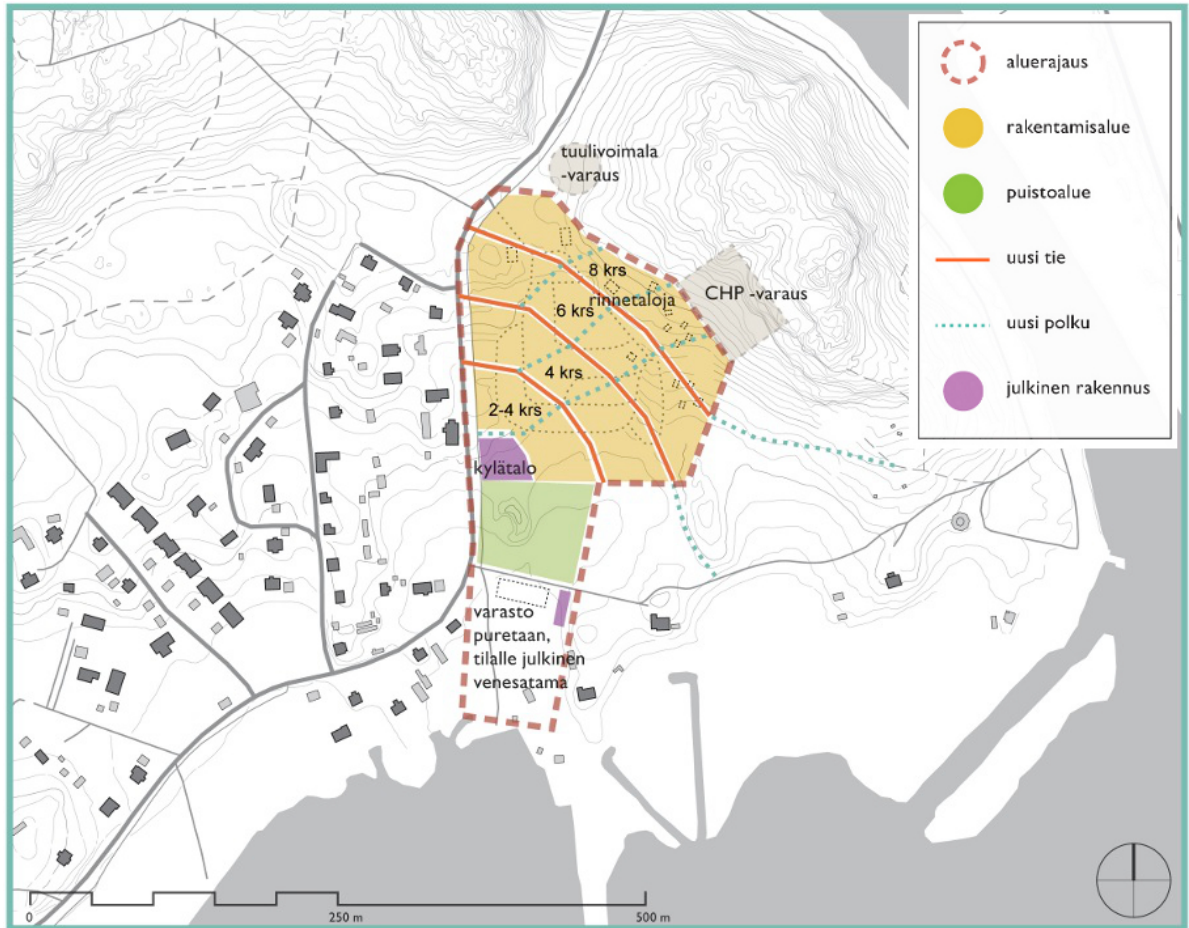 aluerajaus
rakentamisalue
puistoalue
uusi tie
uusi polku
julkinen rakennus
tuulivoimala
-varaus
8 krs
rinnetaloja
CHP -varaus
6 krs
4 krs
2-4 krs
kylätalo
varasto
puretaan,
tilalle julkinen
venesatama
0
250 m
500 m